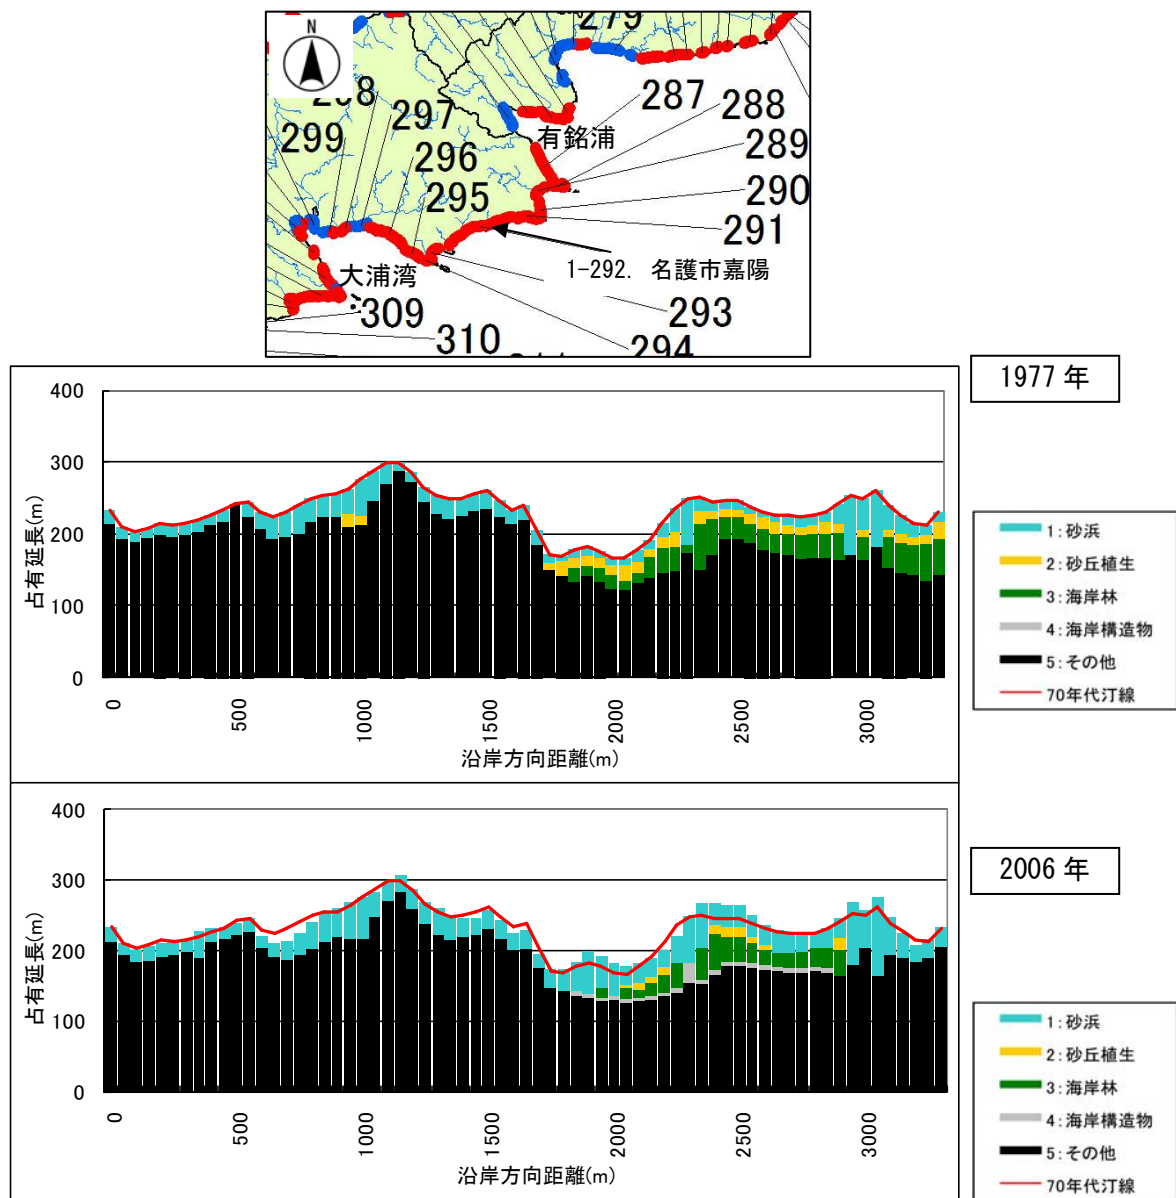 N
279
287
298
297
288
299
有銘浦
289
296
295
290
291
1-292. 名護市嘉陽
大浦湾
293
309
310
294
1977 年
400
300
200
100
0
占有延長(m)
0
500
1000
1500
2000
2500
3000
沿岸方向距離(m)
1:砂浜
2:砂丘植生
3:海岸林
4:海岸構造物
5:その他
70年代汀線
2006 年
400
300
200
100
0
占有延長(m)
0
500
1000
1500
2000
2500
3000
沿岸方向距離(m)
1:砂浜
2:砂丘植生
3:海岸林
4:海岸構造物
5:その他
70年代汀線